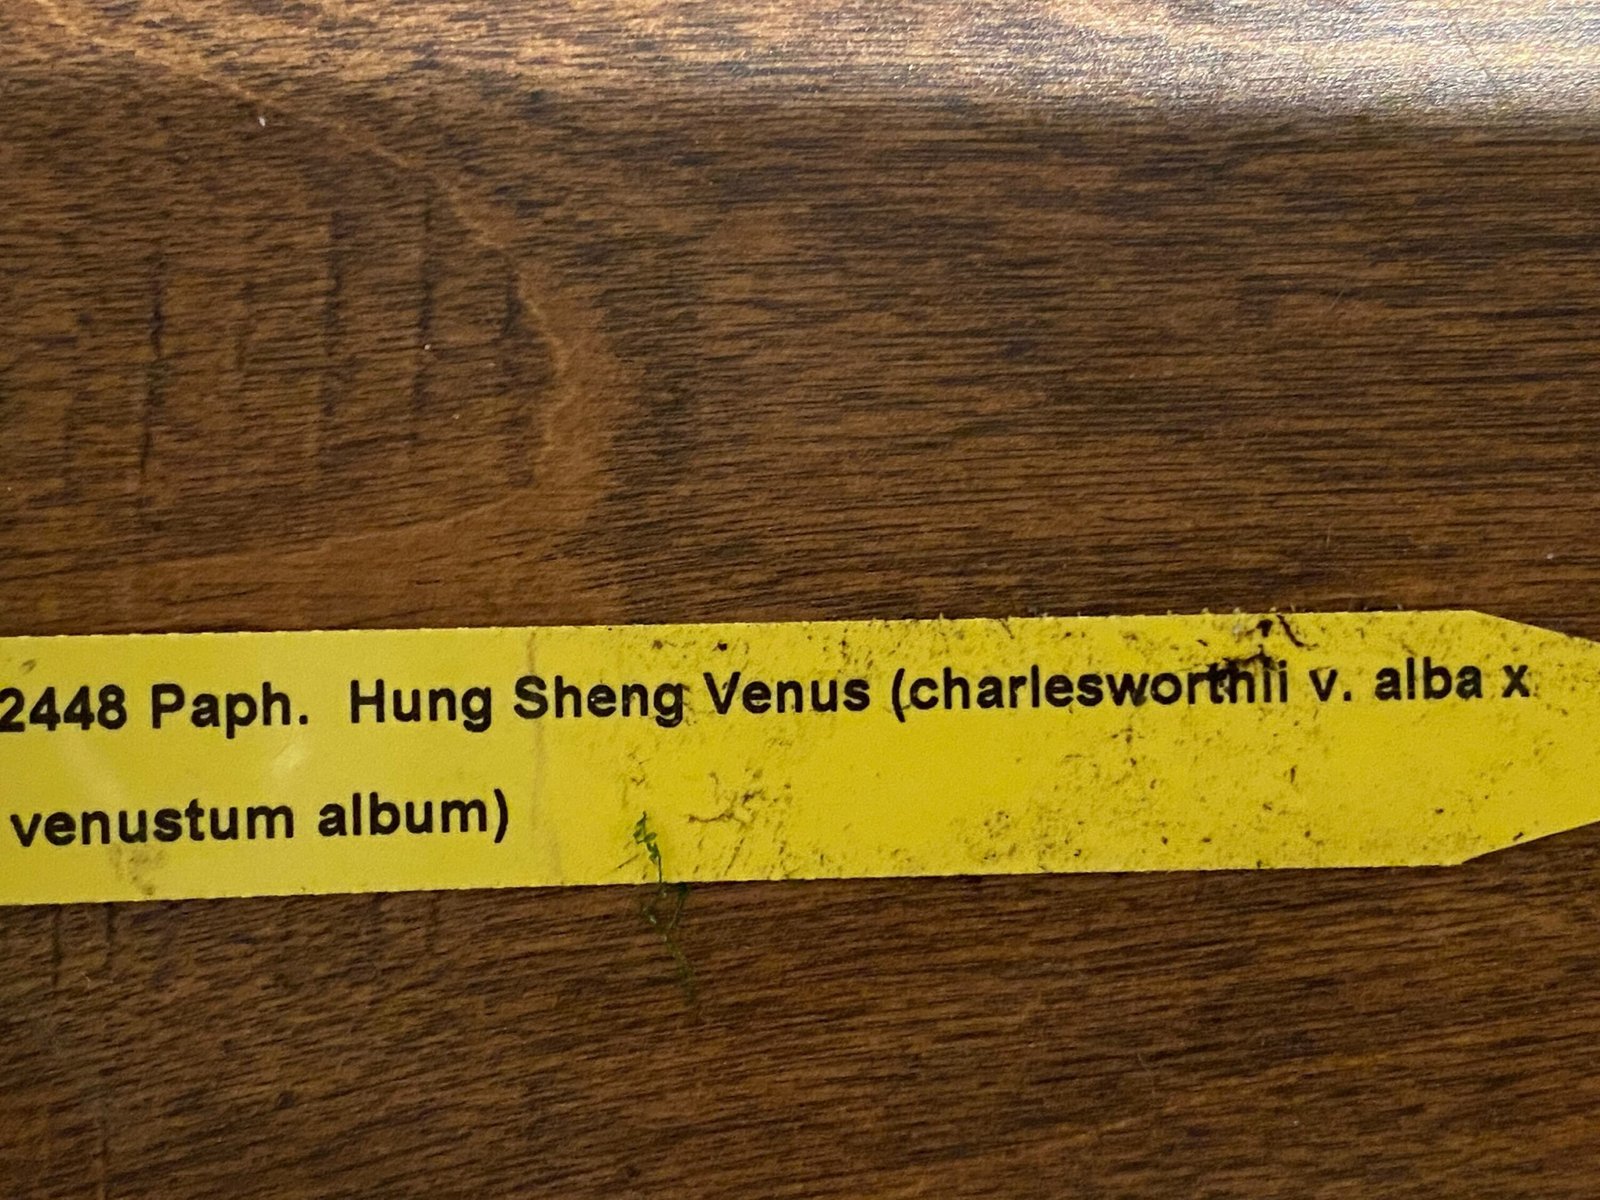 2448 Paph. Hung Sheng Venus (charlesworthii v. alba x
venustum album)